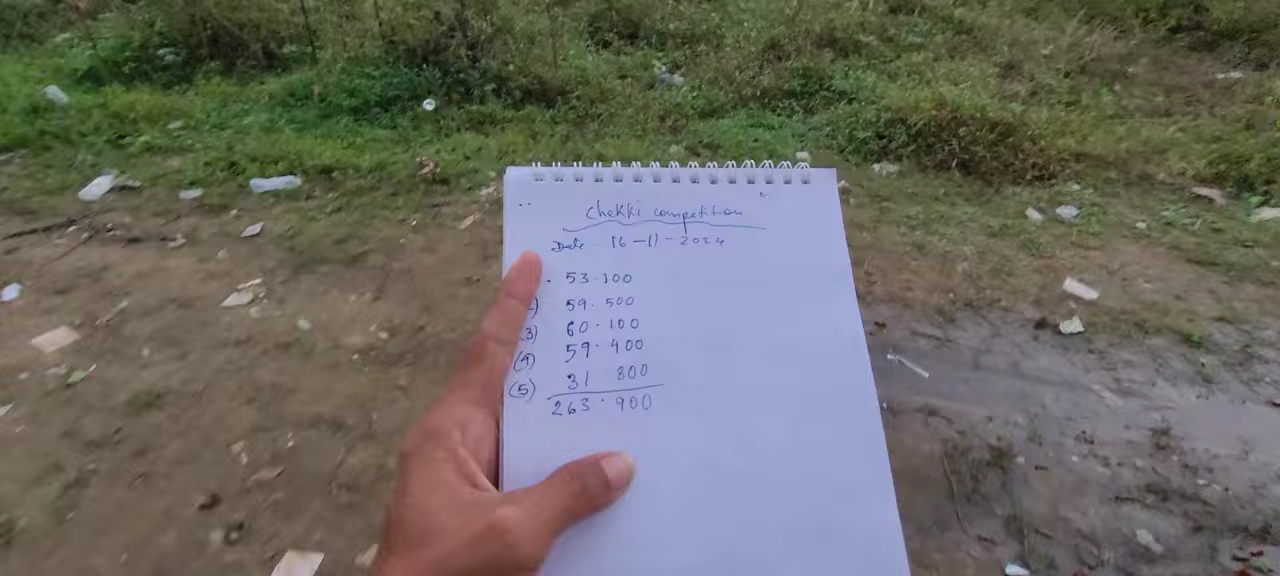 Chekki competition
Date 16-11-2024
. 53.100
2) 59.500
(3) 60.100
(4) 59.400
(5) 31 800
263.900